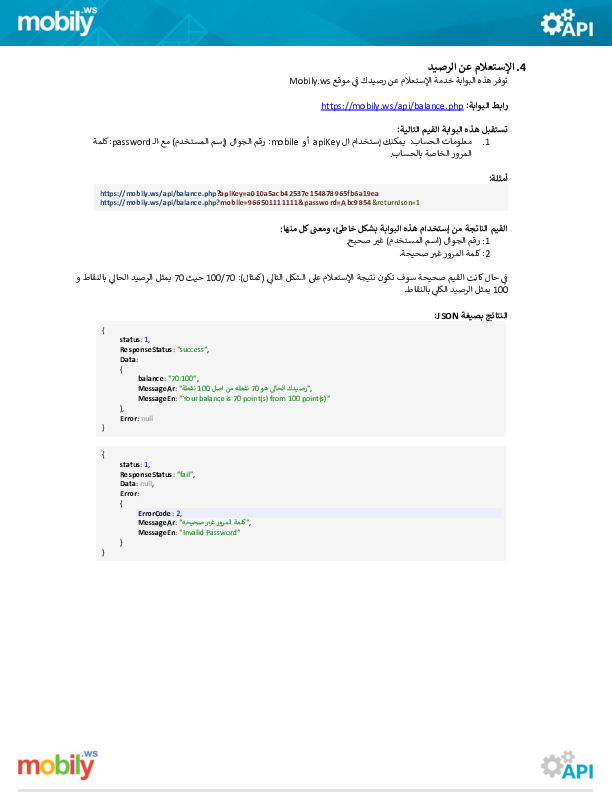 mobily.ws
API
4. الإستعلام عن الرصيد
توفر هذه البوابة خدمة الإستعلام عن رصيدك في موقع Mobily.ws
رابط البوابة: https://mobily.ws/api/balance.php
تستقبل هذه البوابة القيم التالية:
1. معلومات الحساب: يمكنك إستخدام ال apiKey أو mobile: رقم الجوال (إسم المستخدم) مع الـ password: كلمة
المرور الخاصة بالحساب.
أمثلة:
https://mobily.ws/api/balance.php?apiKey=a010a5acb42537e154878965fb6a19ea
https://mobily.ws/api/balance.php?mobile=966501111111&password=Abc9854&returnJson=1
القيم الناتجة من إستخدام هذه البوابة بشكل خاطئ، ومعنى كل منها:
1: رقم الجوال (اسم المستخدم) غير صحيح.
2: كلمة المرور غير صحيحة.
في حال كانت القيم صحيحة سوف تكون نتيجة الإستعلام على الشكل التالي (كمثال): 100/70 حيث 70 يمثل الرصيد الحالي بالنقاط و
100 يمثل الرصيد الكلي بالنقاط.
النتائج بصيغة JSON:
{
status: 1,
ResponseStatus: "success",
Data:
{
balance: "70:100",
MessageAr: "رصيدك الحالي هو 70 نقطه من اصل 100 نقطة",
MessageEn: "Your balance is 70 point(s) from 100 point(s)"
},
Error: null
}
{
status: 1,
ResponseStatus: "fail",
Data: null,
Error:
{
ErrorCode: 2,
MessageAr: "كلمة المرور غير صحيحه",
MessageEn: "Invalid Password"
}
}
mobily.ws
API